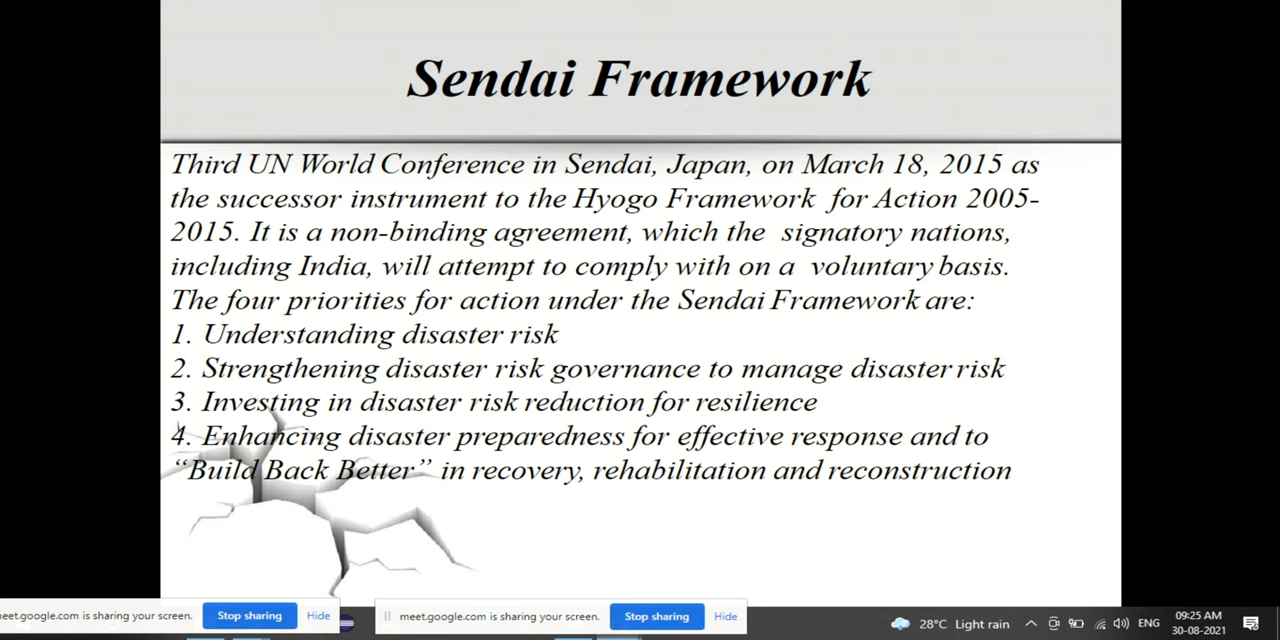 Sendai Framework
Third UN World Conference in Sendai, Japan, on March 18, 2015 as
the successor instrument to the Hyogo Framework for Action 2005-
2015. It is a non-binding agreement, which the signatory nations,
including India, will attempt to comply with on a voluntary basis.
The four priorities for action under the Sendai Framework are:
1. Understanding disaster risk
2. Strengthening disaster risk governance to manage disaster risk
3. Investing in disaster risk reduction for resilience
4. Enhancing disaster preparedness for effective response and to
“Build Back Better” in recovery, rehabilitation and reconstruction
meet.google.com is sharing your screen. Stop sharing Hide
meet.google.com is sharing your screen. Stop sharing Hide
28°C Light rain ENG 09:25 AM
30-08-2021